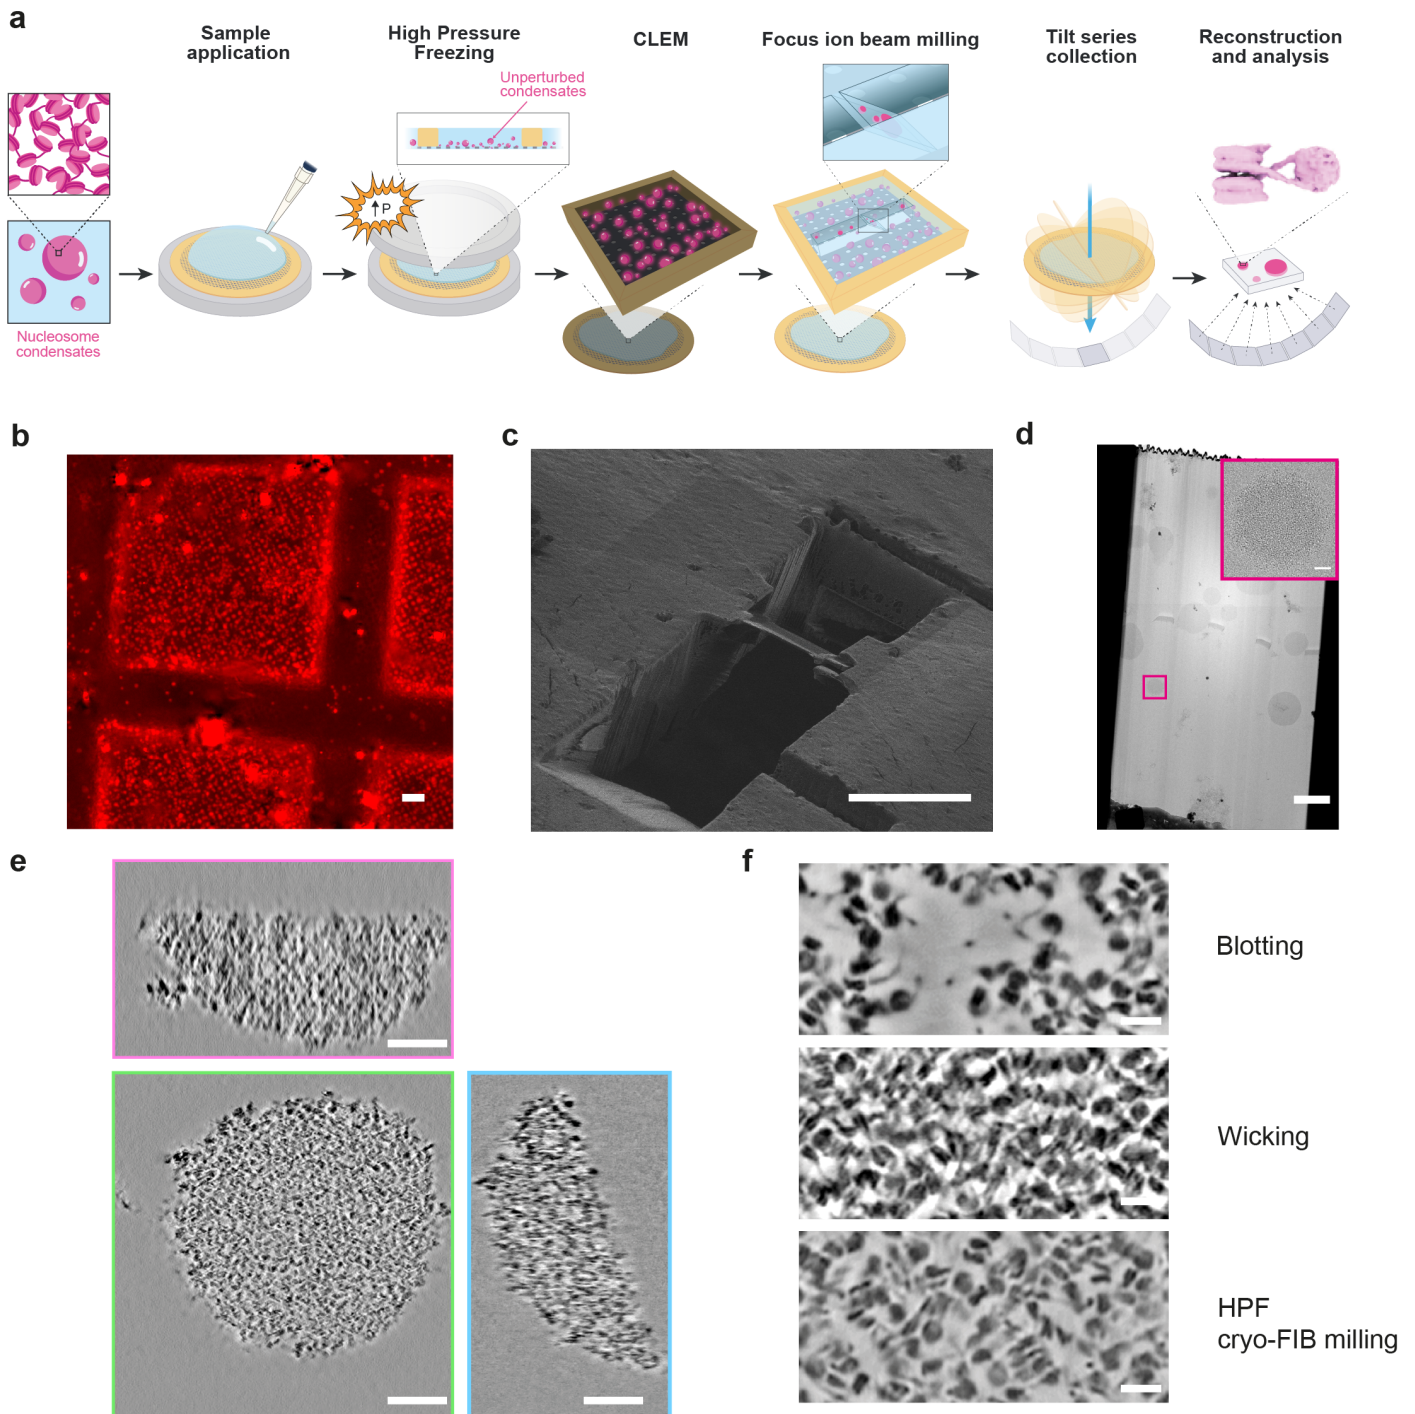 a
Sample
application
High Pressure
Freezing
CLEM
Focus ion beam milling
Tilt series
collection
Reconstruction
and analysis
Unperturbed
condensates
↑P
Nucleosome
condensates
b
c
d
e
f
Blotting
Wicking
HPF
cryo-FIB milling